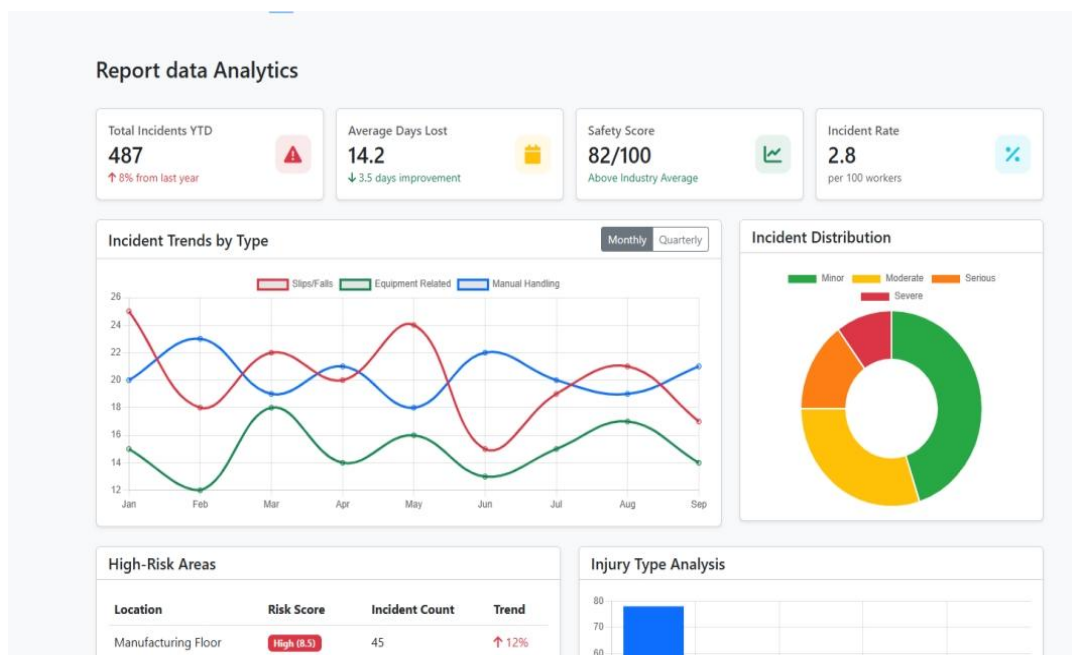 Report data Analytics
Total Incidents YTD
487
↑ 8% from last year
Average Days Lost
14.2
↓ 3.5 days improvement
Safety Score
82/100
Above Industry Average
Incident Rate
2.8
per 100 workers
Incident Trends by Type
Monthly Quarterly
Slips/Falls Equipment Related Manual Handling
26
24
22
20
18
16
14
12
Jan Feb Mar Apr May Jun Jul Aug Sep
Incident Distribution
Minor Moderate Serious
Severe
High-Risk Areas
Location Risk Score Incident Count Trend
Manufacturing Floor High (8.5) 45 ↑ 12%
Injury Type Analysis
80
70
60